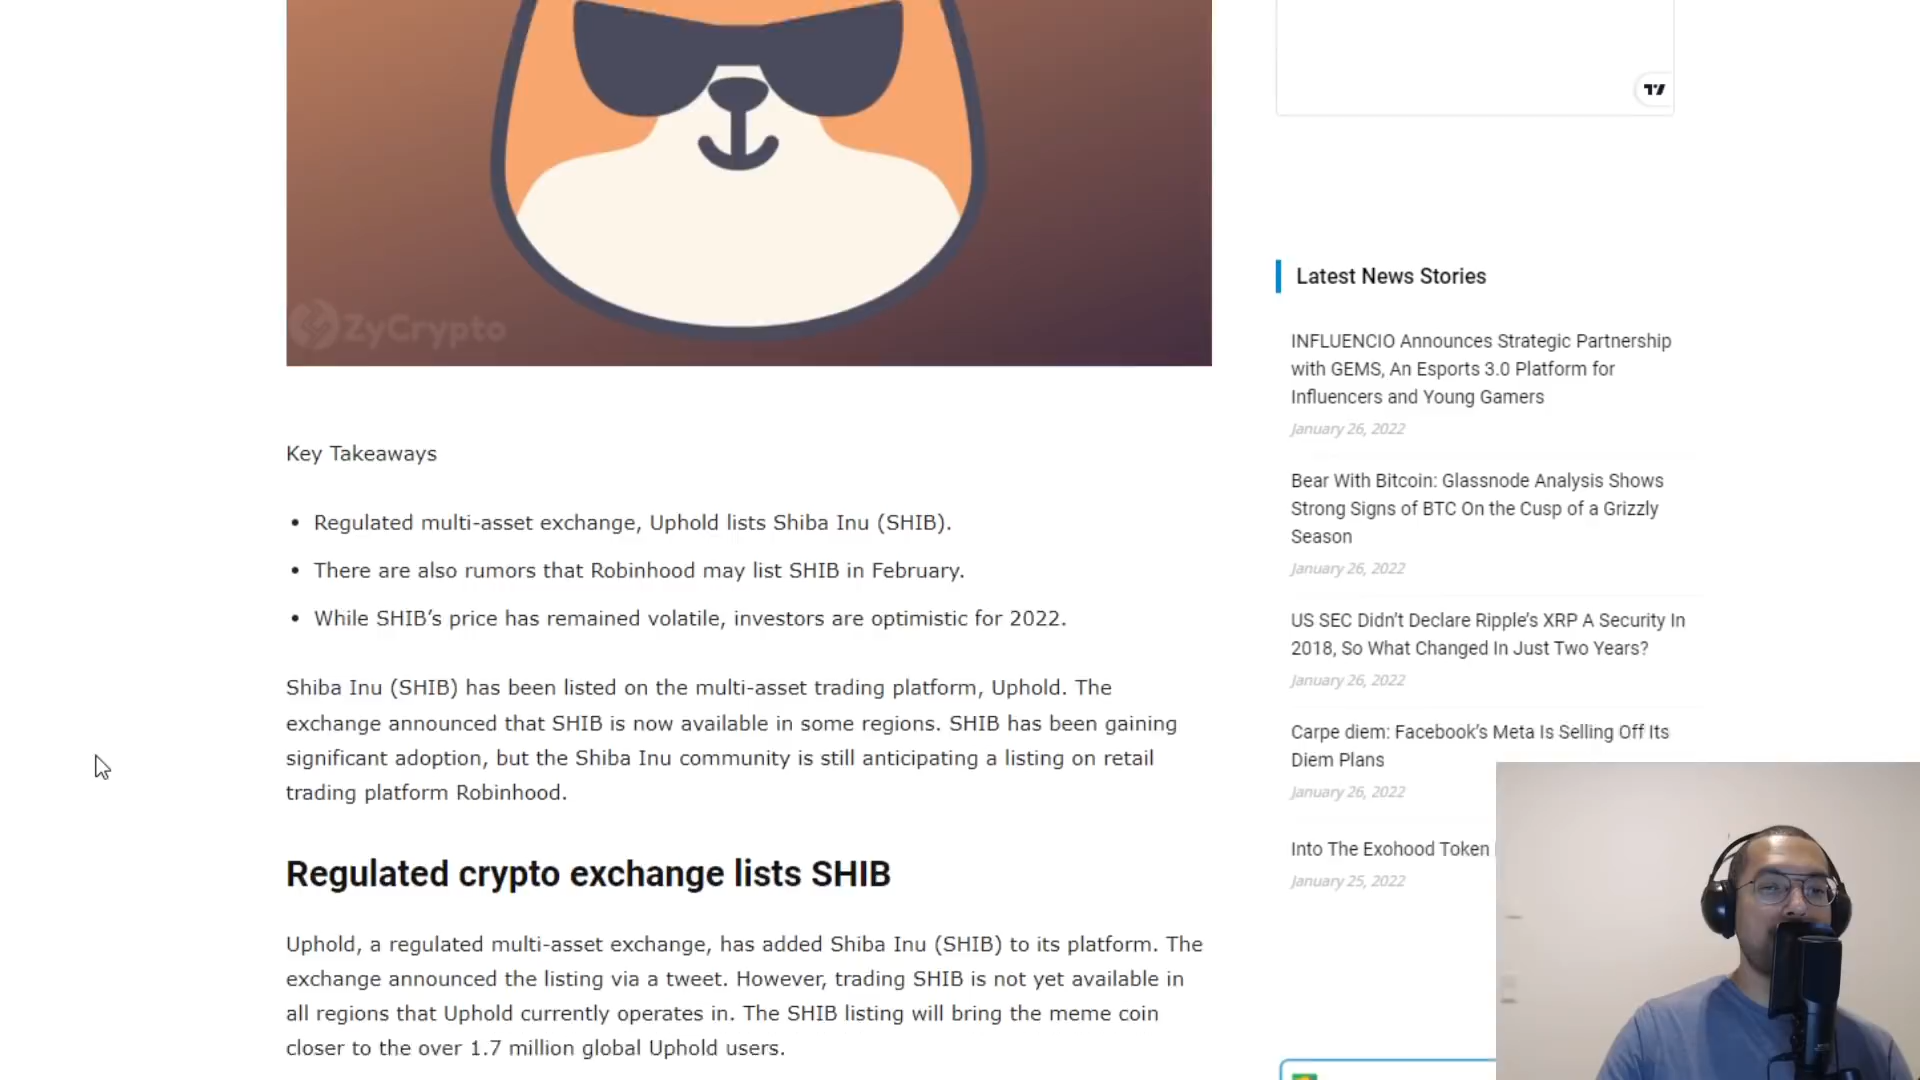 ZyCrypto
Key Takeaways
• Regulated multi-asset exchange, Uphold lists Shiba Inu (SHIB).
• There are also rumors that Robinhood may list SHIB in February.
• While SHIB’s price has remained volatile, investors are optimistic for 2022.
Shiba Inu (SHIB) has been listed on the multi-asset trading platform, Uphold. The
exchange announced that SHIB is now available in some regions. SHIB has been gaining
significant adoption, but the Shiba Inu community is still anticipating a listing on retail
trading platform Robinhood.
Regulated crypto exchange lists SHIB
Uphold, a regulated multi-asset exchange, has added Shiba Inu (SHIB) to its platform. The
exchange announced the listing via a tweet. However, trading SHIB is not yet available in
all regions that Uphold currently operates in. The SHIB listing will bring the meme coin
closer to the over 1.7 million global Uphold users.
Latest News Stories
INFLUENCIO Announces Strategic Partnership
with GEMS, An Esports 3.0 Platform for
Influencers and Young Gamers
January 26, 2022
Bear With Bitcoin: Glassnode Analysis Shows
Strong Signs of BTC On the Cusp of a Grizzly
Season
January 26, 2022
US SEC Didn’t Declare Ripple’s XRP A Security In
2018, So What Changed In Just Two Years?
January 26, 2022
Carpe diem: Facebook’s Meta Is Selling Off Its
Diem Plans
January 26, 2022
Into The Exohood Token
January 25, 2022